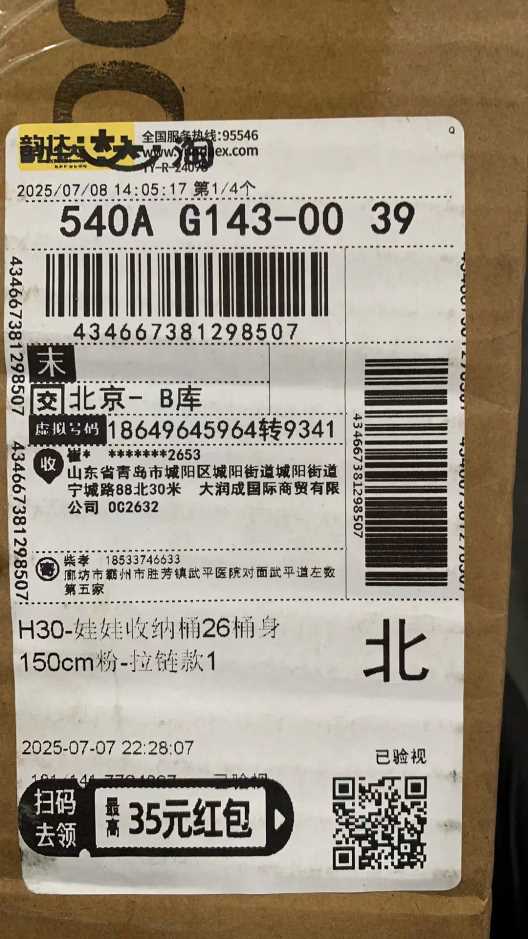 韵达
全国服务热线:95546
2025/07/08 14:05:17 第1/4个
540A G143-00 39
434667381298507
434667381298507
434667381298507
末
交 北京- B库
虚拟号码 18649645964转9341
收
崔* *******2653
山东省青岛市城阳区城阳街道城阳街道
宁城路88北30米 大润成国际商贸有限
公司 0G2632
434667381298507
寄
柴孝 18533746633
廊坊市霸州市胜芳镇武平医院对面武平道左数
第五家
H30-娃娃收纳桶26桶身
150cm粉-拉链款1
北
2025-07-07 22:28:07
已验视
扫码
去领
最高 35元红包